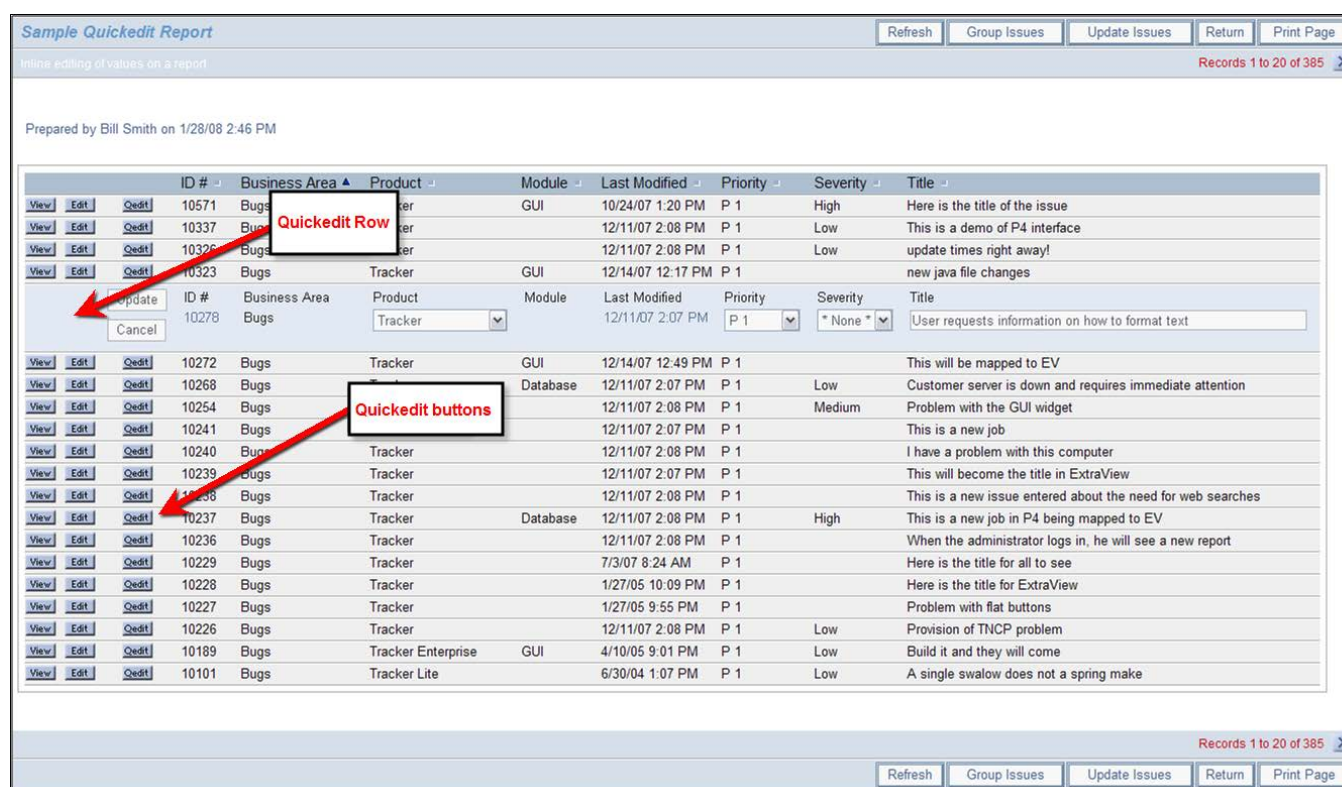 Sample Quickedit Report Refresh Group Issues Update Issues Return Print Page
Inline editing of values on a report Records 1 to 20 of 385
Prepared by Bill Smith on 1/28/08 2:46 PM
ID # Business Area Product Module Last Modified Priority Severity Title
View Edit Qedit 10571 Bugs GUI 10/24/07 1:20 PM P 1 High Here is the title of the issue
Quickedit Row
View Edit Qedit 10337 12/11/07 2:08 PM P 1 Low This is a demo of P4 interface
View Edit Qedit 10326 12/11/07 2:08 PM P 1 Low update times right away!
View Edit Qedit 10323 Bugs Tracker GUI 12/14/07 12:17 PM P 1 new java file changes
Update ID # Business Area Product Module Last Modified Priority Severity Title
Cancel 10278 Bugs Tracker 12/11/07 2:07 PM P 1 * None * User requests information on how to format text
View Edit Qedit 10272 Bugs Tracker GUI 12/14/07 12:49 PM P 1 This will be mapped to EV
View Edit Qedit 10268 Bugs Database 12/11/07 2:07 PM P 1 Low Customer server is down and requires immediate attention
View Edit Qedit 10254 Bugs 12/11/07 2:08 PM P 1 Medium Problem with the GUI widget
Quickedit buttons
View Edit Qedit 10241 Bugs 12/11/07 2:07 PM P 1 This is a new job
View Edit Qedit 10240 Bugs Tracker 12/11/07 2:08 PM P 1 I have a problem with this computer
View Edit Qedit 10239 Bugs Tracker 12/11/07 2:07 PM P 1 This will become the title in ExtraView
View Edit Qedit 10238 Bugs Tracker 12/11/07 2:08 PM P 1 This is a new issue entered about the need for web searches
View Edit Qedit 10237 Bugs Tracker Database 12/11/07 2:08 PM P 1 High This is a new job in P4 being mapped to EV
View Edit Qedit 10236 Bugs Tracker 12/11/07 2:08 PM P 1 When the administrator logs in, he will see a new report
View Edit Qedit 10229 Bugs Tracker 7/3/07 8:24 AM P 1 Here is the title for all to see
View Edit Qedit 10228 Bugs Tracker 1/27/05 10:09 PM P 1 Here is the title for ExtraView
View Edit Qedit 10227 Bugs Tracker 1/27/05 9:55 PM P 1 Problem with flat buttons
View Edit Qedit 10226 Bugs Tracker 12/11/07 2:08 PM P 1 Low Provision of TNCP problem
View Edit Qedit 10189 Bugs Tracker Enterprise GUI 4/10/05 9:01 PM P 1 Low Build it and they will come
View Edit Qedit 10101 Bugs Tracker Lite 6/30/04 1:07 PM P 1 Low A single swalow does not a spring make
Records 1 to 20 of 385
Refresh Group Issues Update Issues Return Print Page